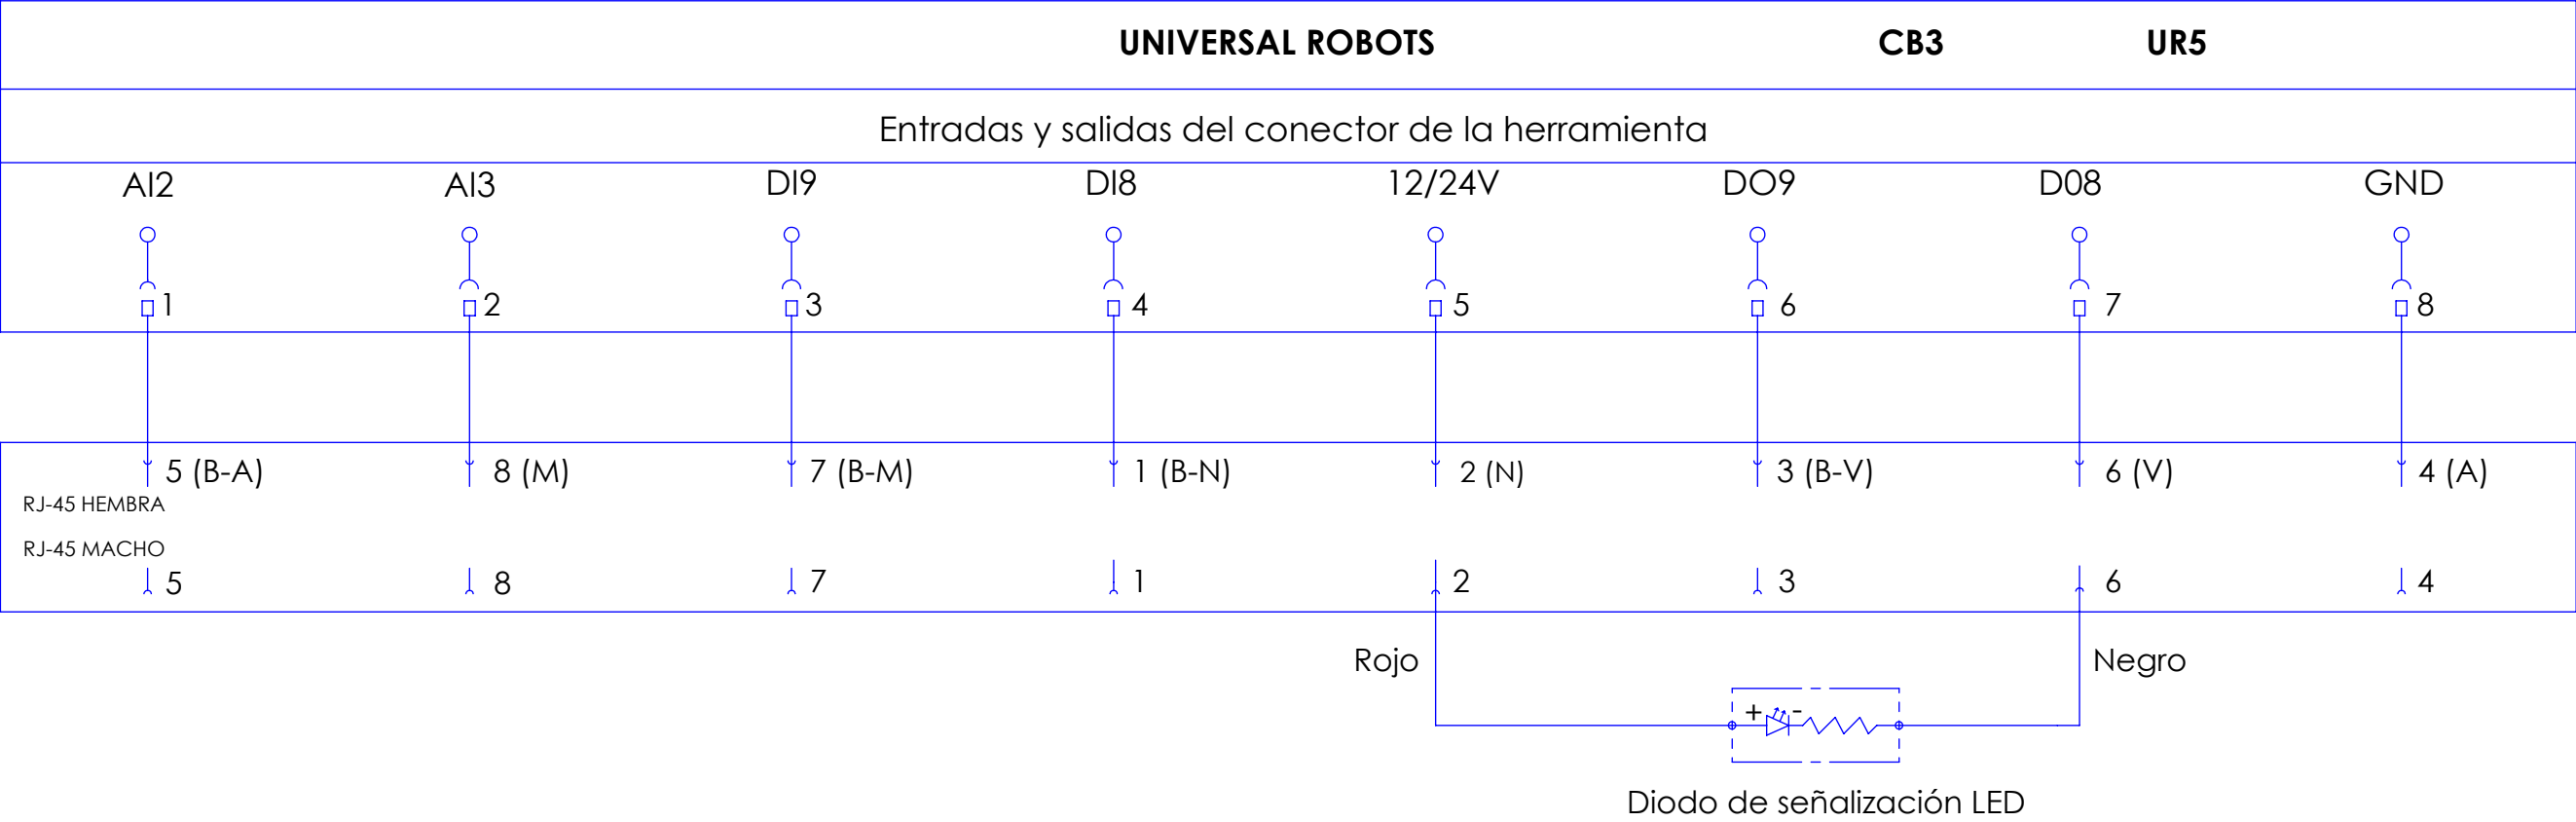 UNIVERSAL ROBOTS CB3 UR5
Entradas y salidas del conector de la herramienta
AI2 AI3 DI9 DI8 12/24V DO9 D08 GND
1 2 3 4 5 6 7 8
5 (B-A) 8 (M) 7 (B-M) 1 (B-N) 2 (N) 3 (B-V) 6 (V) 4 (A)
RJ-45 HEMBRA
RJ-45 MACHO
5 8 7 1 2 3 6 4
Rojo Negro
+ -
Diodo de señalización LED